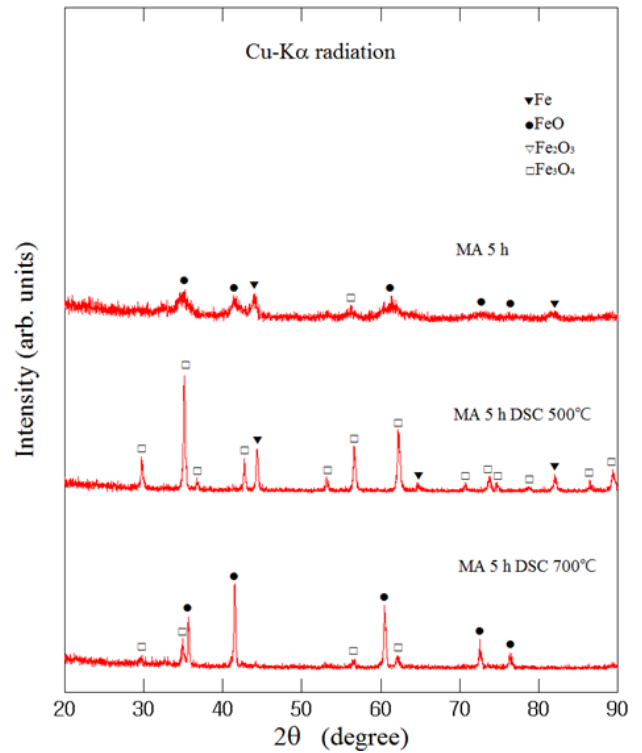 Cu-Kα radiation
▼Fe
●FeO
▽Fe₂O₃
□Fe₃O₄
MA 5 h
MA 5 h DSC 500℃
MA 5 h DSC 700℃
Intensity (arb. units)
20 30 40 50 60 70 80 90
2θ (degree)